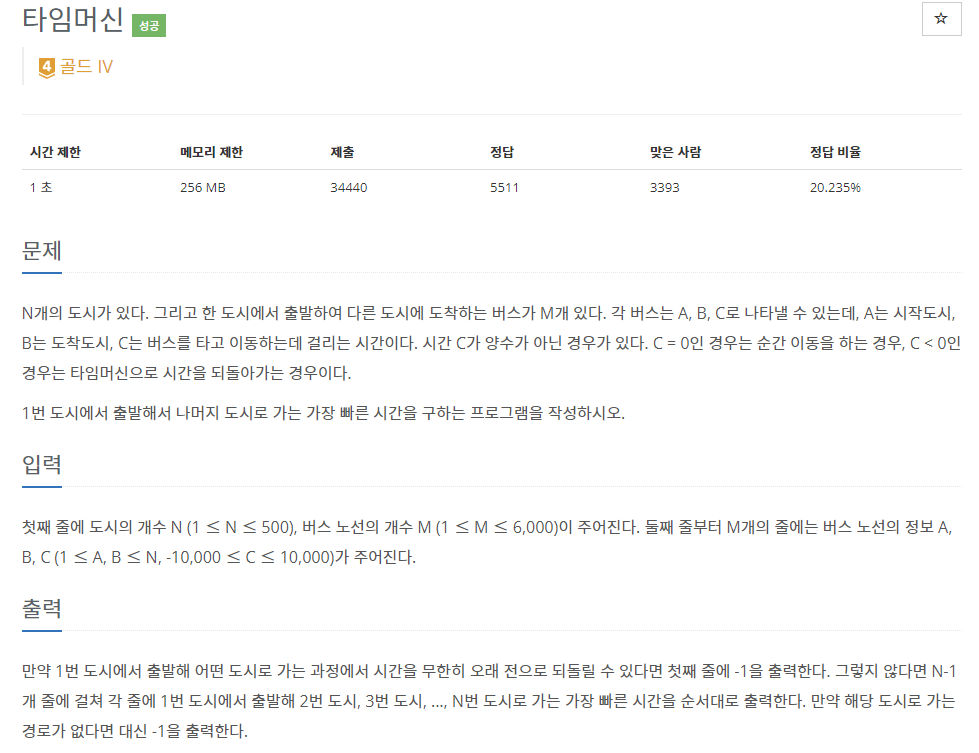 타임머신 성공
4 골드 IV
시간 제한 메모리 제한 제출 정답 맞은 사람 정답 비율
1 초 256 MB 34440 5511 3393 20.235%
문제
N개의 도시가 있다. 그리고 한 도시에서 출발하여 다른 도시에 도착하는 버스가 M개 있다. 각 버스는 A, B, C로 나타낼 수 있는데, A는 시작도시,
B는 도착도시, C는 버스를 타고 이동하는데 걸리는 시간이다. 시간 C가 양수가 아닌 경우가 있다. C = 0인 경우는 순간 이동을 하는 경우, C < 0인
경우는 타임머신으로 시간을 되돌아가는 경우이다.
1번 도시에서 출발해서 나머지 도시로 가는 가장 빠른 시간을 구하는 프로그램을 작성하시오.
입력
첫째 줄에 도시의 개수 N (1 ≤ N ≤ 500), 버스 노선의 개수 M (1 ≤ M ≤ 6,000)이 주어진다. 둘째 줄부터 M개의 줄에는 버스 노선의 정보 A,
B, C (1 ≤ A, B ≤ N, -10,000 ≤ C ≤ 10,000)가 주어진다.
출력
만약 1번 도시에서 출발해 어떤 도시로 가는 과정에서 시간을 무한히 오래 전으로 되돌릴 수 있다면 첫째 줄에 -1을 출력한다. 그렇지 않다면 N-1
개 줄에 걸쳐 각 줄에 1번 도시에서 출발해 2번 도시, 3번 도시, ..., N번 도시로 가는 가장 빠른 시간을 순서대로 출력한다. 만약 해당 도시로 가는
경로가 없다면 대신 -1을 출력한다.